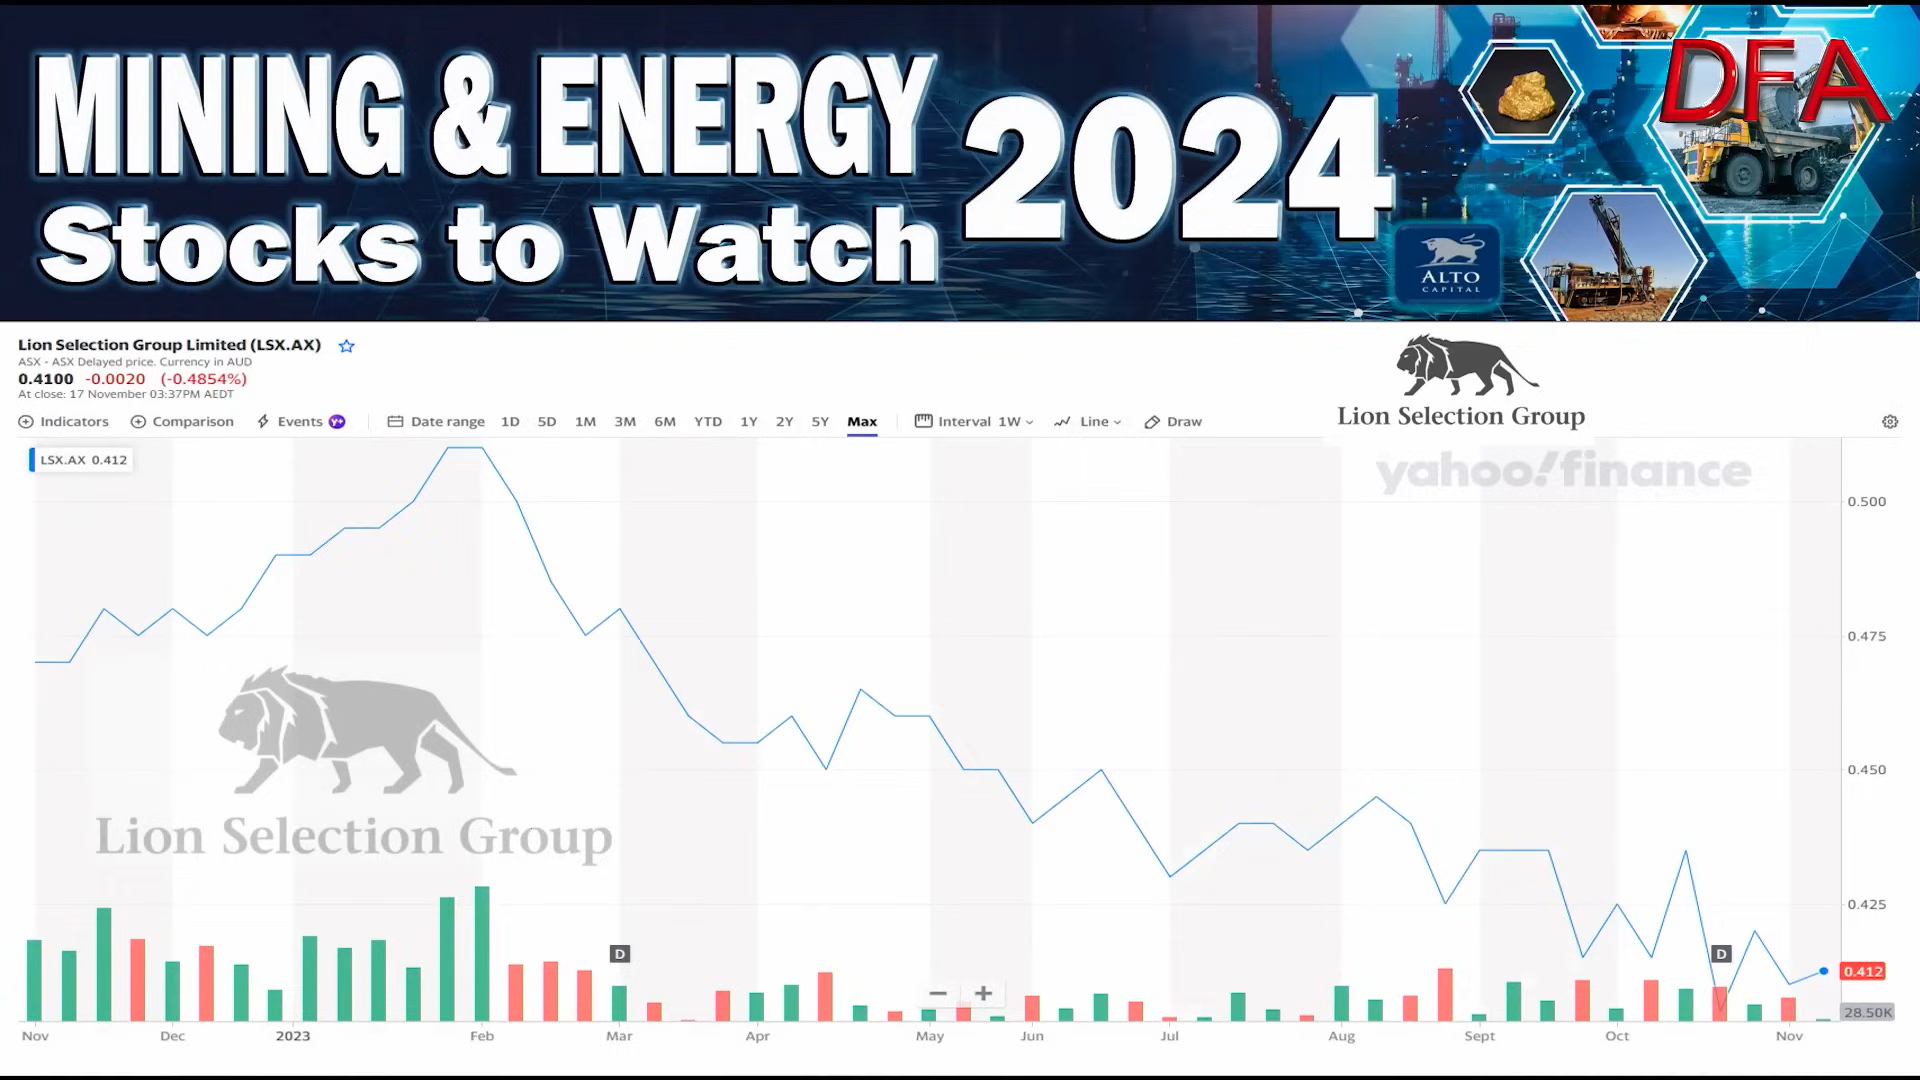 MINING & ENERGY
Stocks to Watch
2024
DFA
ALTO
CAPITAL
Lion Selection Group Limited (LSX.AX)
ASX - ASX Delayed price. Currency in AUD
0.4100 -0.0020 (-0.4854%)
At close: 17 November 03:37PM AEDT
Lion Selection Group
Indicators Comparison Events Y+ Date range 1D 5D 1M 3M 6M YTD 1Y 2Y 5Y Max Interval 1W Line Draw
LSX.AX 0.412
yahoo!finance
0.500
0.475
0.450
Lion Selection Group
0.425
D
D
0.412
28.50K
Nov Dec 2023 Feb Mar Apr May Jun Jul Aug Sept Oct Nov